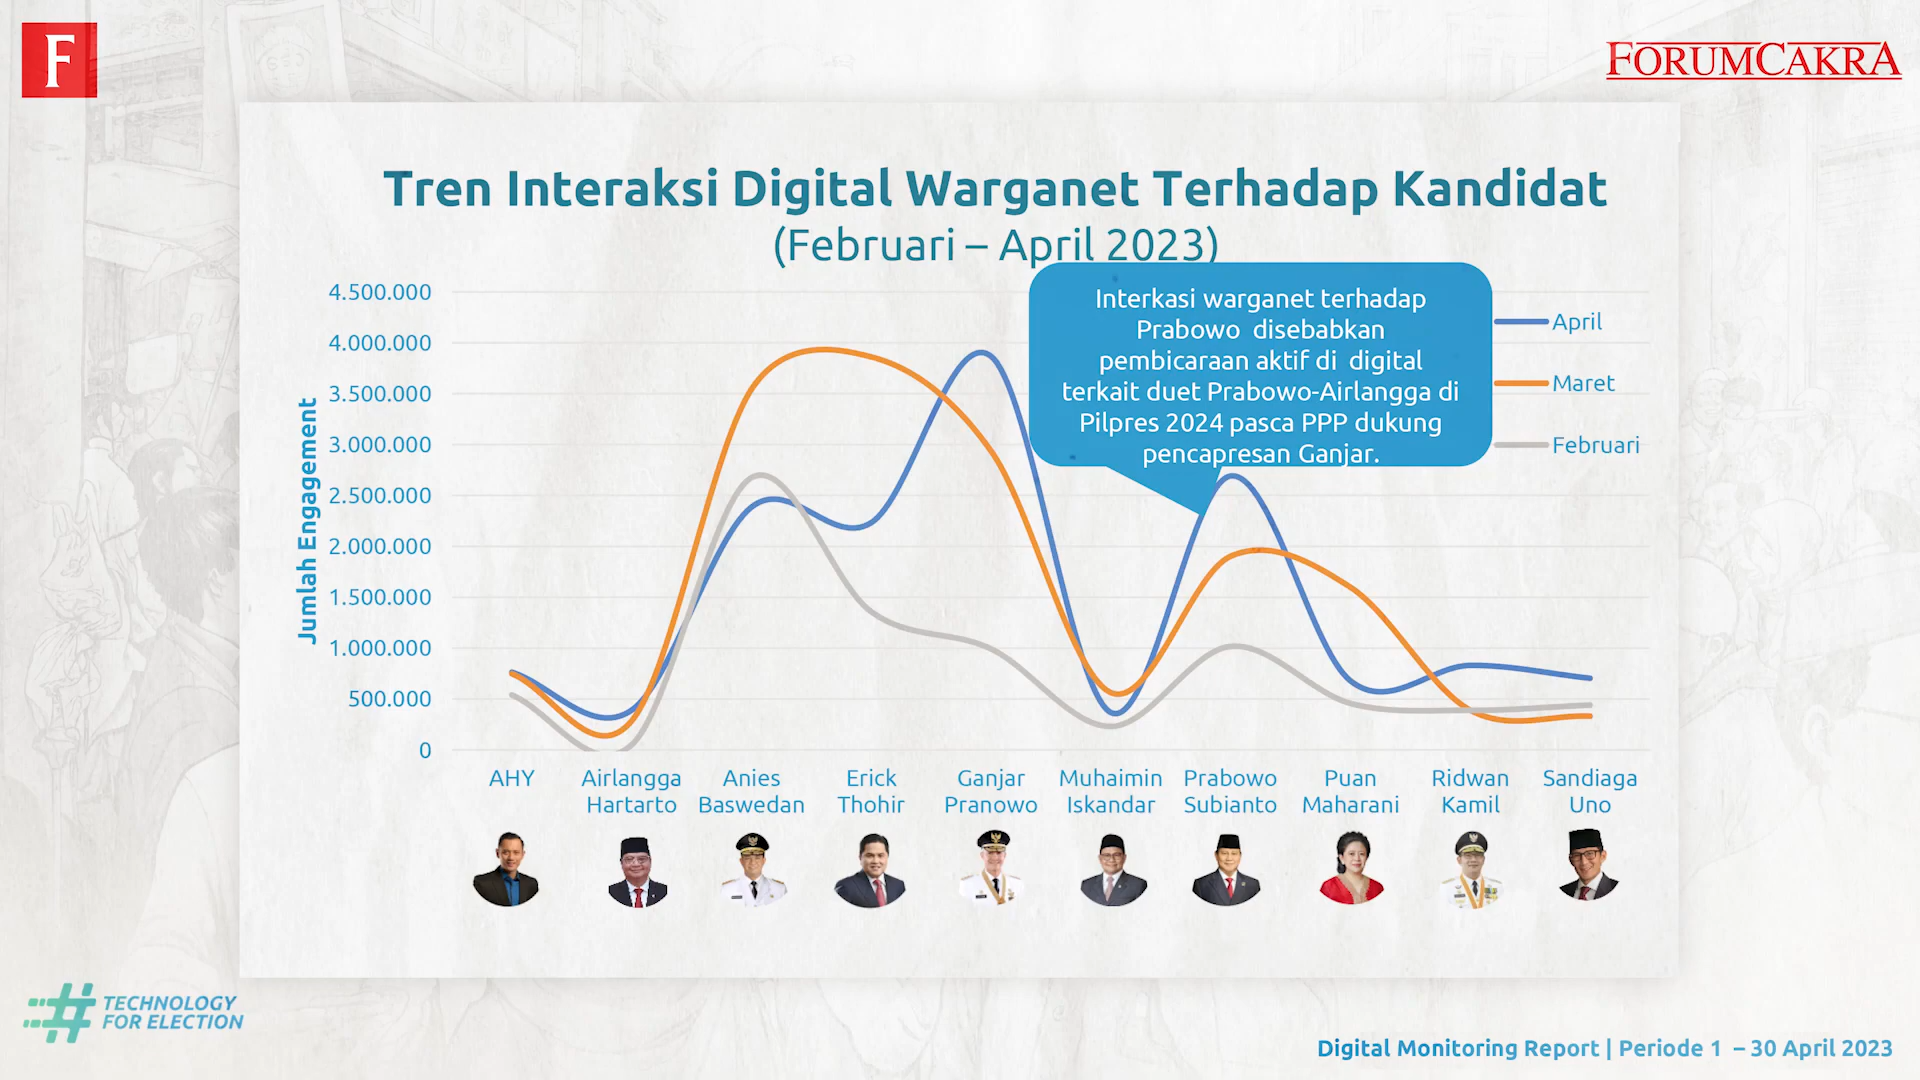 F
FORUMCAKRA
Tren Interaksi Digital Warganet Terhadap Kandidat
(Februari – April 2023)
Interkasi warganet terhadap
Prabowo disebabkan
pembicaraan aktif di digital
terkait duet Prabowo-Airlangga di
Pilpres 2024 pasca PPP dukung
pencapresan Ganjar.
April
Maret
Februari
Jumlah Engagement
4.500.000
4.000.000
3.500.000
3.000.000
2.500.000
2.000.000
1.500.000
1.000.000
500.000
0
AHY
Airlangga
Hartarto
Anies
Baswedan
Erick
Thohir
Ganjar
Pranowo
Muhaimin
Iskandar
Prabowo
Subianto
Puan
Maharani
Ridwan
Kamil
Sandiaga
Uno
TECHNOLOGY
FOR ELECTION
Digital Monitoring Report | Periode 1 – 30 April 2023